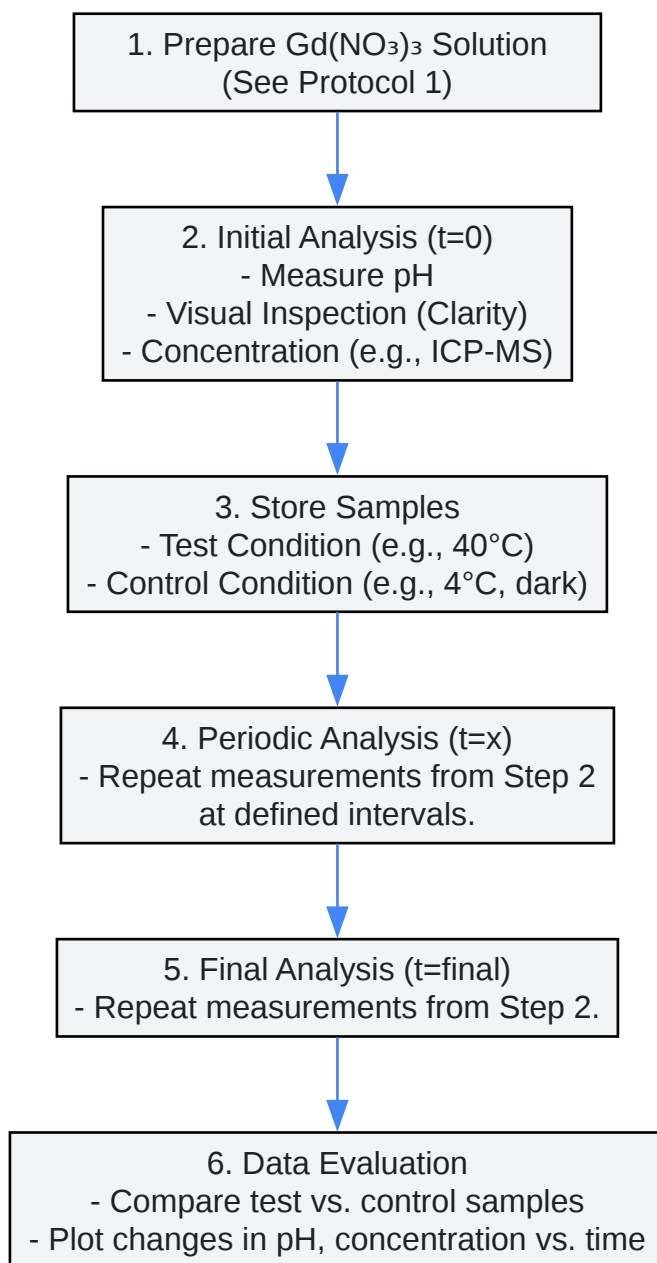 1. Prepare Gd(NO₃)₃ Solution
(See Protocol 1)
2. Initial Analysis (t=0)
- Measure pH
- Visual Inspection (Clarity)
- Concentration (e.g., ICP-MS)
3. Store Samples
- Test Condition (e.g., 40°C)
- Control Condition (e.g., 4°C, dark)
4. Periodic Analysis (t=x)
- Repeat measurements from Step 2
at defined intervals.
5. Final Analysis (t=final)
- Repeat measurements from Step 2.
6. Data Evaluation
- Compare test vs. control samples
- Plot changes in pH, concentration vs. time